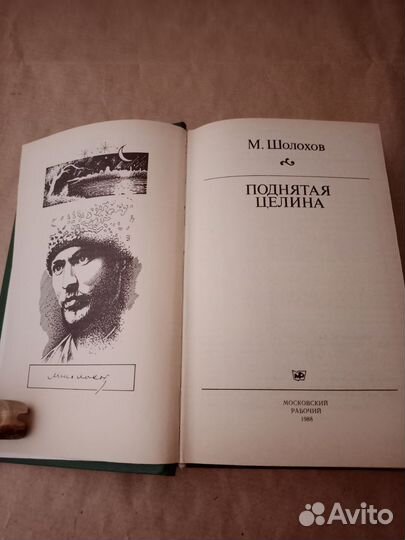 М. Шолохов
ПОДНЯТАЯ
ЦЕЛИНА
МОСКОВСКИЙ
РАБОЧИЙ
1988
Avito